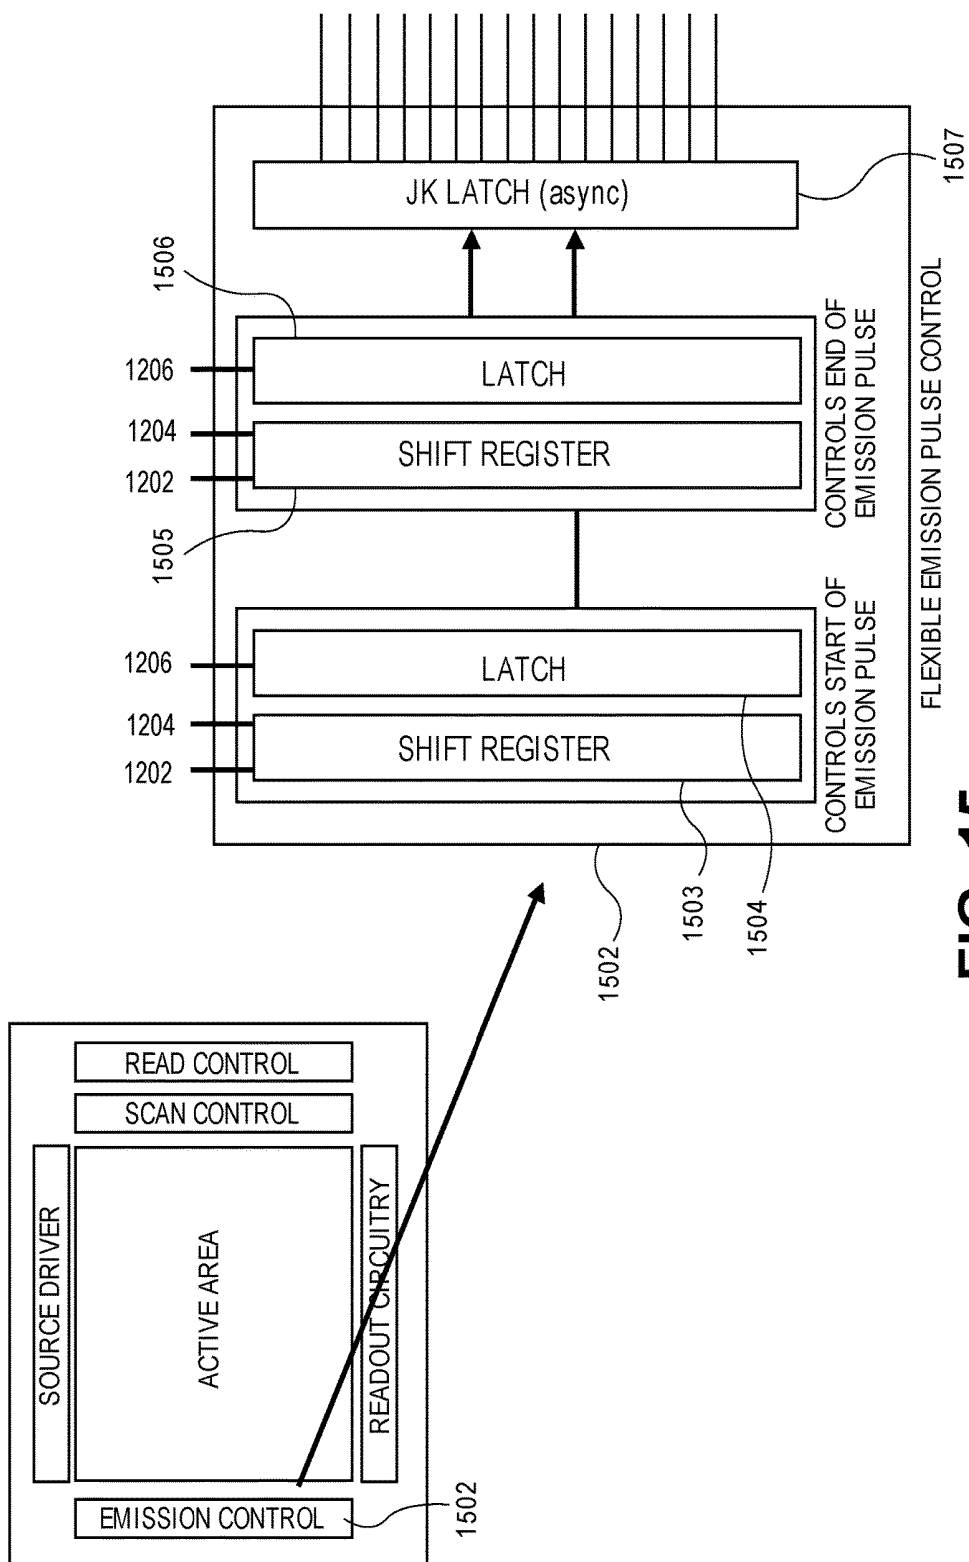 SOURCE DRIVER
ACTIVE AREA
READOUT CIRCUITRY
READ CONTROL
SCAN CONTROL
EMISSION CONTROL
1502
1502
1202
1204
1206
SHIFT REGISTER
LATCH
1503
1504
CONTROLS START OF
EMISSION PULSE
1202
1204
1206
1505
1506
SHIFT REGISTER
LATCH
CONTROLS END OF
EMISSION PULSE
JK LATCH (async)
1507
FLEXIBLE EMISSION PULSE CONTROL
FIG. 15